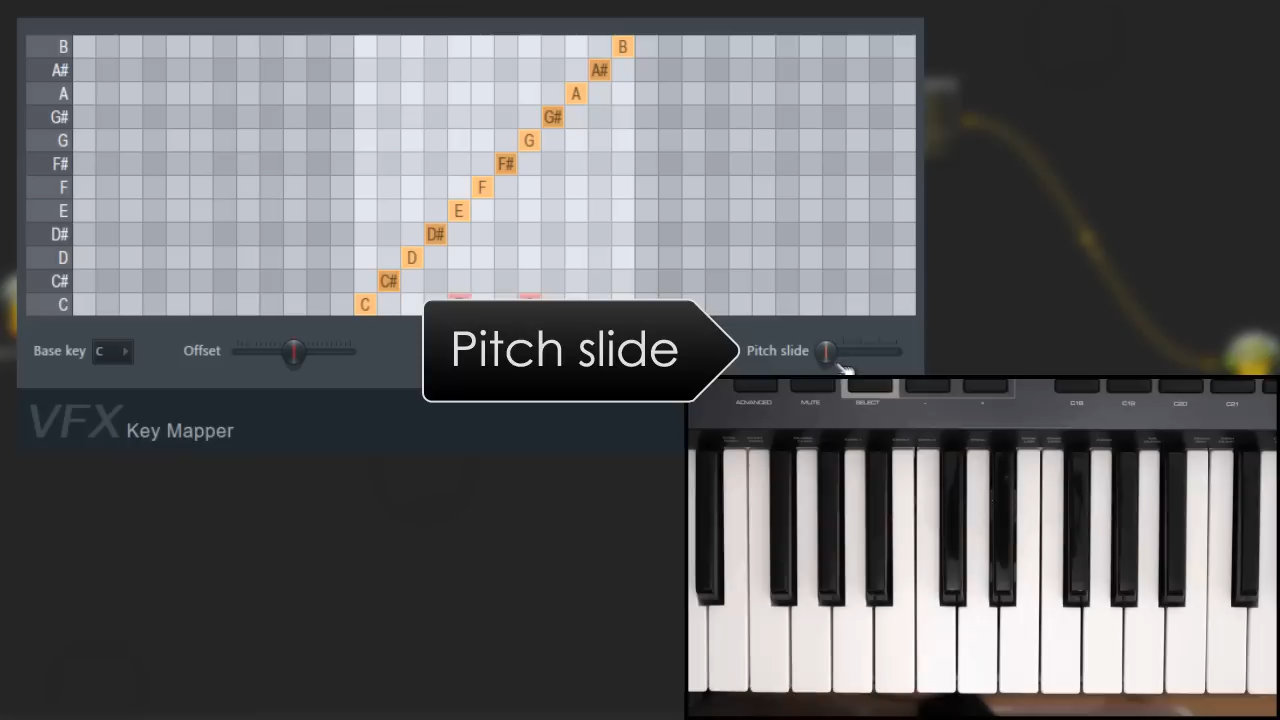 B B
A# A#
A A
G# G#
G G
F# F#
F F
E E
D# D#
D D
C# C#
C C
Base key C Offset Pitch slide Pitch slide
VFX Key Mapper
ADVANCED MUTE SELECT - + C18 C19 C20 C21